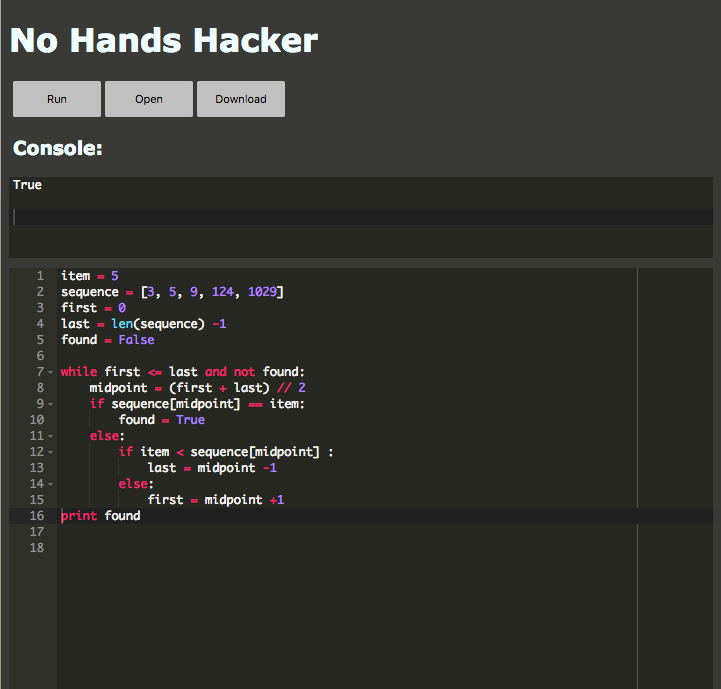 No Hands Hacker
Run Open Download
Console:
True
1 item = 5
2 sequence = [3, 5, 9, 124, 1029]
3 first = 0
4 last = len(sequence) -1
5 found = False
6
7 while first <= last and not found:
8     midpoint = (first + last) // 2
9     if sequence[midpoint] == item:
10         found = True
11     else:
12         if item < sequence[midpoint] :
13             last = midpoint -1
14         else:
15             first = midpoint +1
16 print found
17
18